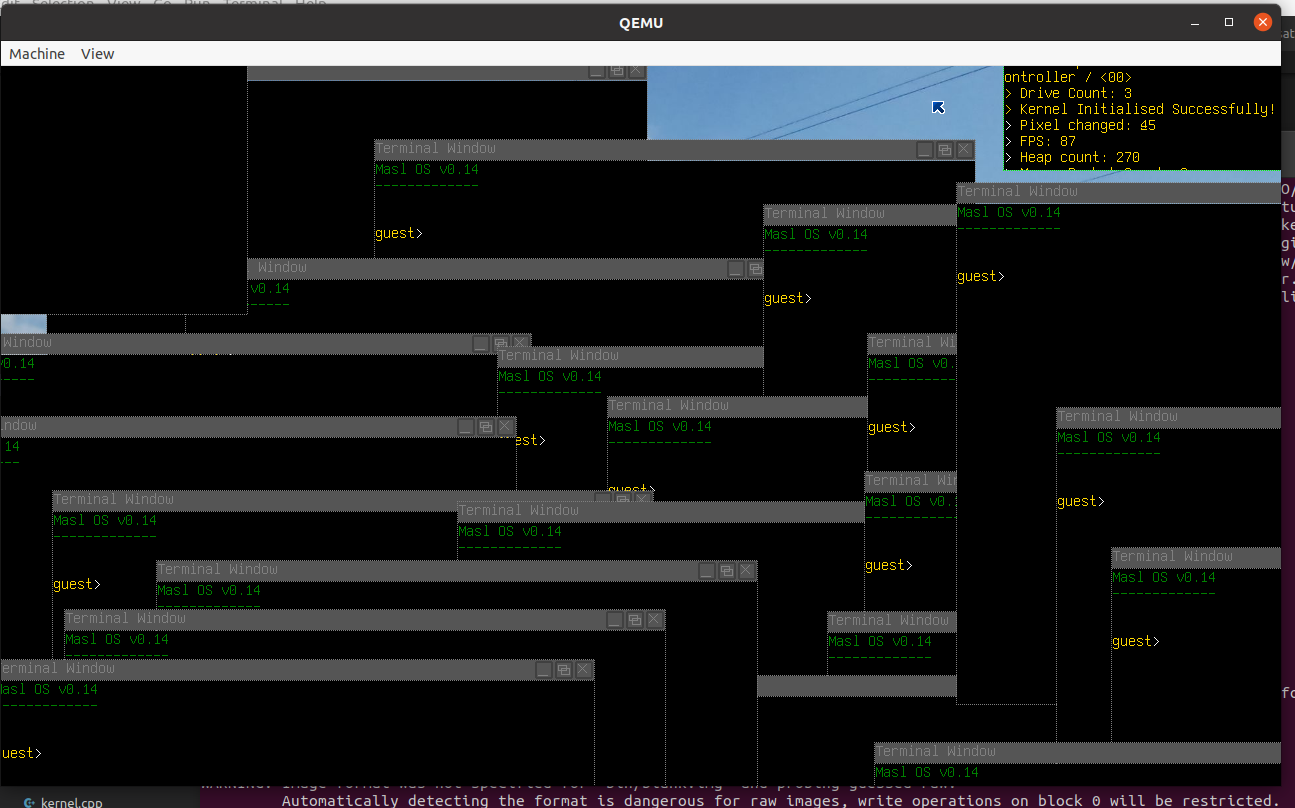 dit Selection View Go Run Terminal Help
QEMU
Machine View
ontroller / <00>
> Drive Count: 3
> Kernel Initialised Successfully!
> Pixel changed: 45
> FPS: 87
> Heap count: 270
Terminal Window
Masl OS v0.14
-------------
guest>
Terminal Window
Masl OS v0.14
-------------
guest>
Terminal Window
Masl OS v0.14
-------------
guest>
Window
v0.14
-----
Window
v0.14
----
Terminal Window
Masl OS v0.14
-------------
est>
Terminal Wi
Masl OS v0.
-----------
guest>
Terminal Window
Masl OS v0.14
-------------
guest>
Terminal Window
Masl OS v0.14
-------------
guest>
indow
14
--
Terminal Wi
Masl OS v0.
-----------
guest>
Terminal Window
Masl OS v0.14
-------------
guest>
Terminal Window
Masl OS v0.14
-------------
Terminal Window
Masl OS v0.14
-------------
guest>
Terminal Window
Masl OS v0.14
-------------
Terminal Window
Masl OS v0.14
-------------
Terminal Window
Masl OS v0.14
-------------
erminal Window
asl OS v0.14
------------
uest>
Terminal Window
Masl OS v0.14
kernel.cpp
Automatically detecting the format is dangerous for raw images, write operations on block 0 will be restricted.